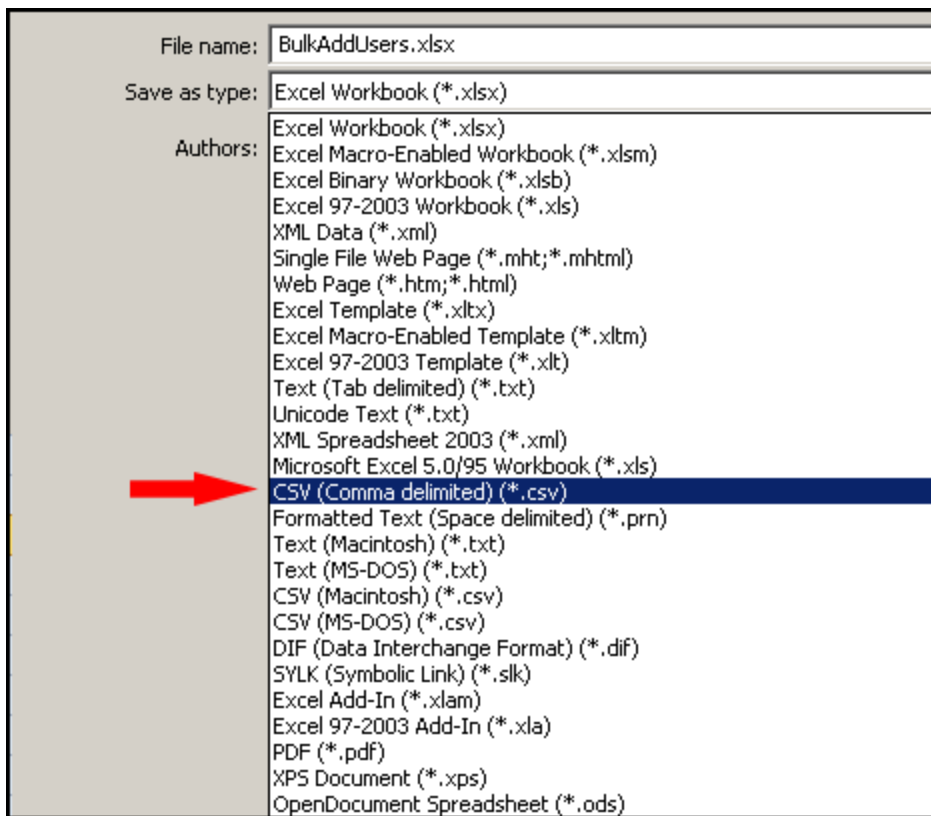 File name: BulkAddUsers.xlsx
Save as type: Excel Workbook (*.xlsx)
Authors:
Excel Workbook (*.xlsx)
Excel Macro-Enabled Workbook (*.xlsm)
Excel Binary Workbook (*.xlsb)
Excel 97-2003 Workbook (*.xls)
XML Data (*.xml)
Single File Web Page (*.mht;*.mhtml)
Web Page (*.htm;*.html)
Excel Template (*.xltx)
Excel Macro-Enabled Template (*.xltm)
Excel 97-2003 Template (*.xlt)
Text (Tab delimited) (*.txt)
Unicode Text (*.txt)
XML Spreadsheet 2003 (*.xml)
Microsoft Excel 5.0/95 Workbook (*.xls)
CSV (Comma delimited) (*.csv)
Formatted Text (Space delimited) (*.prn)
Text (Macintosh) (*.txt)
Text (MS-DOS) (*.txt)
CSV (Macintosh) (*.csv)
CSV (MS-DOS) (*.csv)
DIF (Data Interchange Format) (*.dif)
SYLK (Symbolic Link) (*.slk)
Excel Add-In (*.xlam)
Excel 97-2003 Add-In (*.xla)
PDF (*.pdf)
XPS Document (*.xps)
OpenDocument Spreadsheet (*.ods)